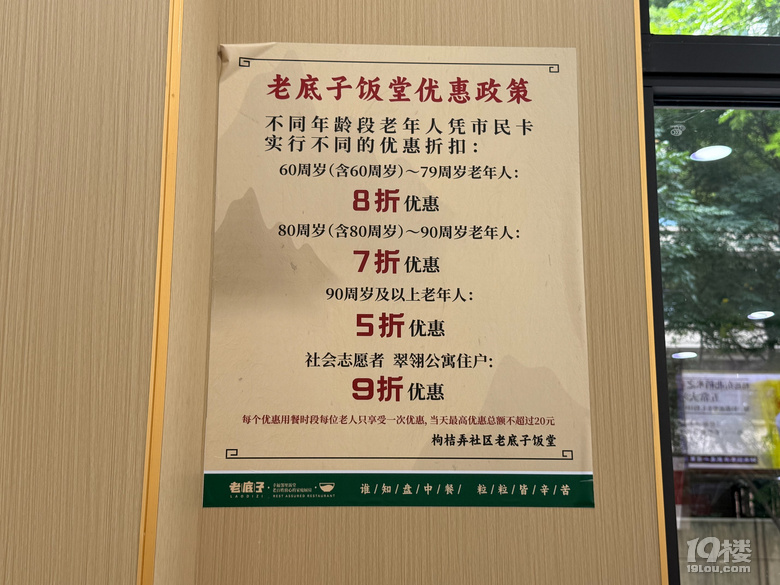 老底子饭堂优惠政策
不同年龄段老年人凭市民卡
实行不同的优惠折扣：
60周岁（含60周岁）～79周岁老年人：
8折优惠
80周岁（含80周岁）～90周岁老年人：
7折优惠
90周岁及以上老年人：
5折优惠
社会志愿者 翠翎公寓住户：
9折优惠
每个优惠用餐时段每位老人只享受一次优惠，当天最高优惠总额不超过20元
枸桔弄社区老底子饭堂
老底子
LAODIZI
REST ASSURED RESTAURANT
谁/知/盘/中/餐/ 粒/粒/皆/辛/苦
19楼
19lou.com